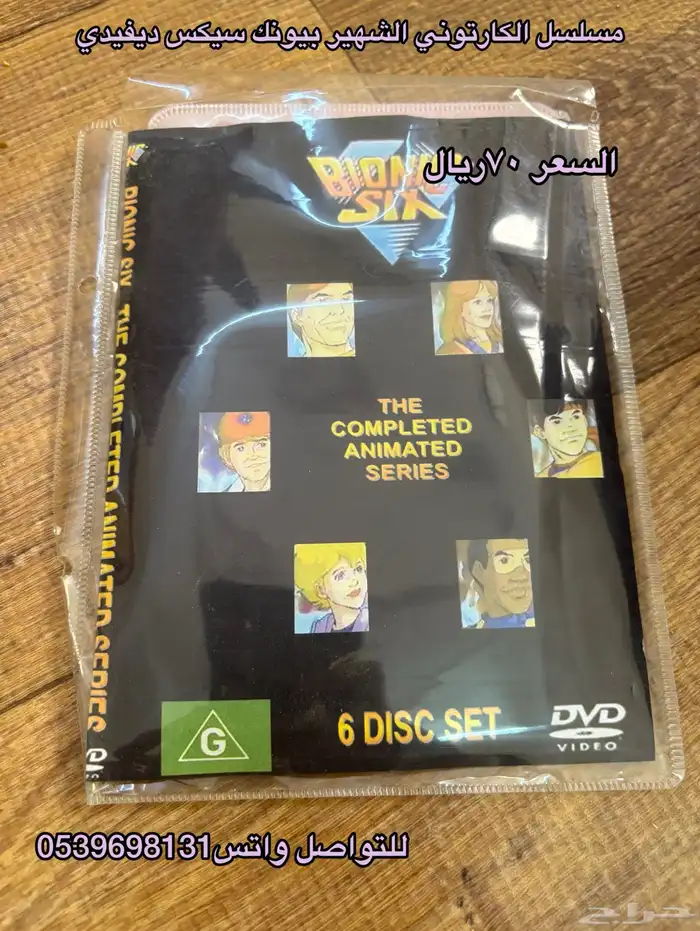 مسلسل الكارتوني الشهير بيونك سيكس ديفيدي
السعر ٧٠ريال
BIONIC
SIX
BIONIC SIX THE COMPLETED ANIMATED SERIES
THE
COMPLETED
ANIMATED
SERIES
G
6 DISC SET
DVD
VIDEO
للتواصل واتس0539698131
حراج